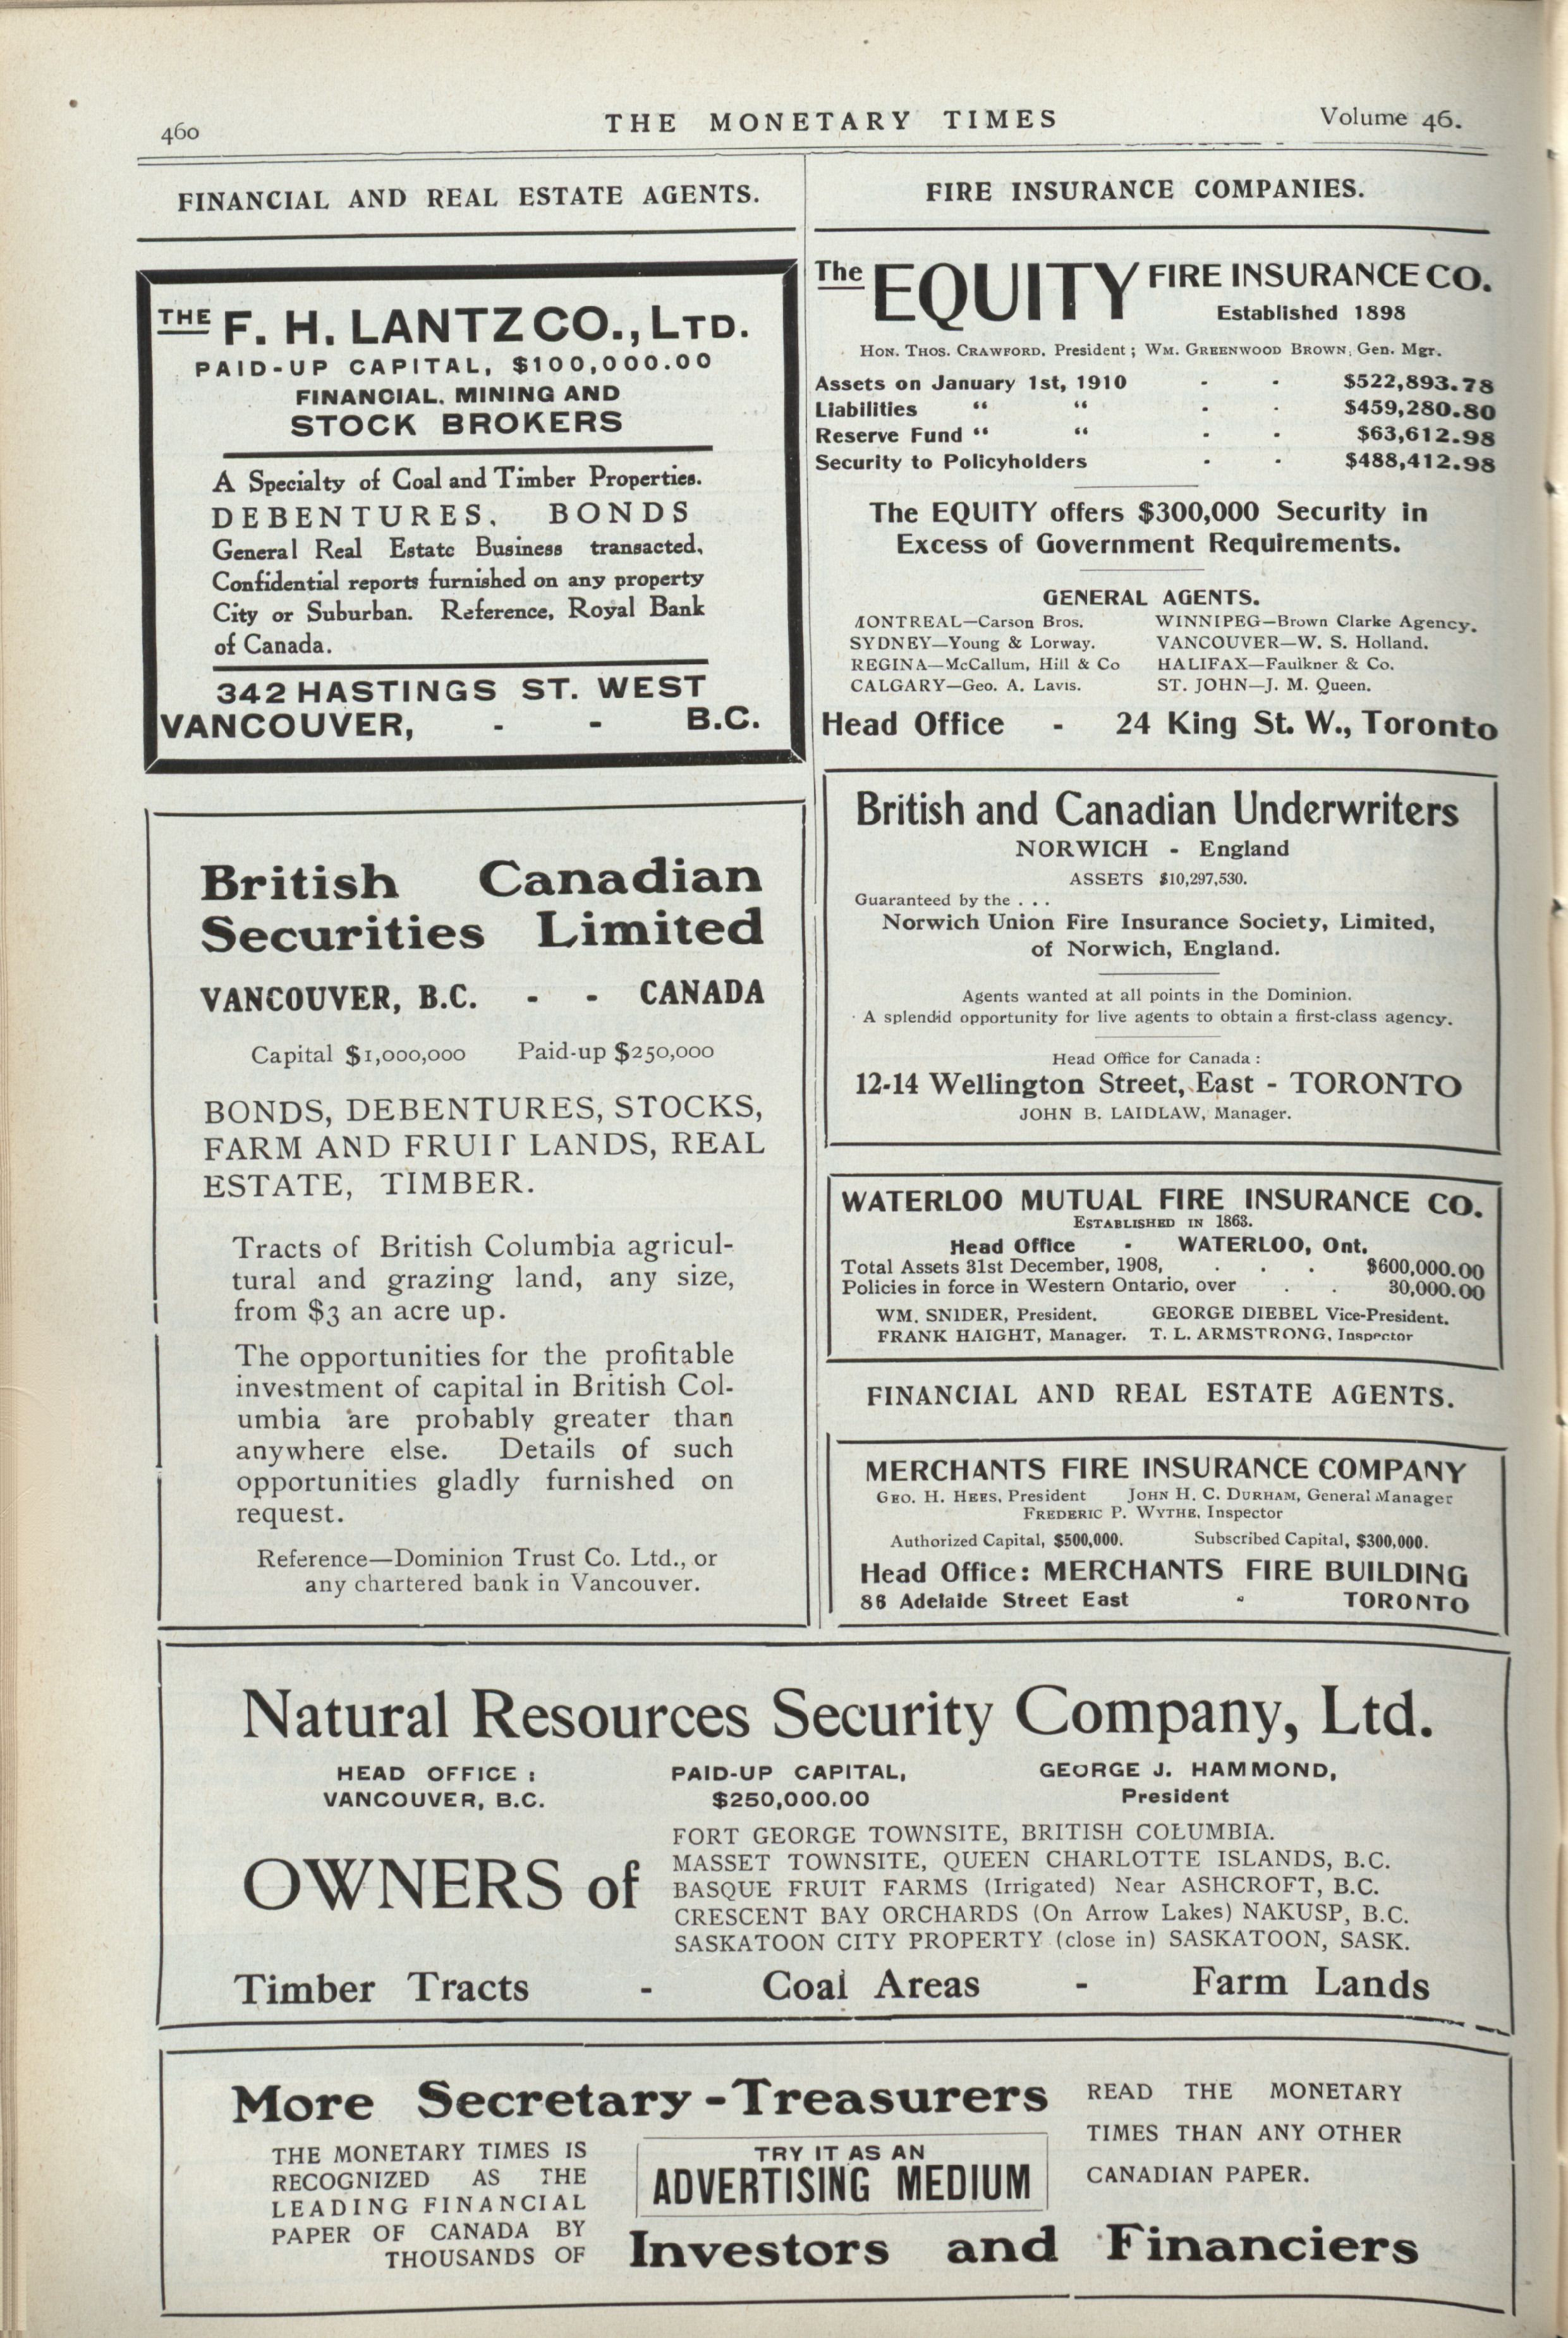 460
THE MONETARY TIMES
Volume 46.
FINANCIAL AND REAL ESTATE AGENTS.
THE F. H. LANTZ CO., LTD.
PAID-UP CAPITAL, $100,000.00
FINANCIAL, MINING AND
STOCK BROKERS
A Specialty of Coal and Timber Properties.
DEBENTURES, BONDS
General Real Estate Business transacted,
Confidential reports furnished on any property
City or Suburban. Reference, Royal Bank
of Canada.
342 HASTINGS ST. WEST
VANCOUVER, - - B.C.
British Canadian
Securities Limited
VANCOUVER, B.C. - - CANADA
Capital $1,000,000 Paid-up $250,000
BONDS, DEBENTURES, STOCKS,
FARM AND FRUIT LANDS, REAL
ESTATE, TIMBER.
Tracts of British Columbia agricul-
tural and grazing land, any size,
from $3 an acre up.
The opportunities for the profitable
investment of capital in British Col-
umbia are probably greater than
anywhere else. Details of such
opportunities gladly furnished on
request.
Reference—Dominion Trust Co. Ltd., or
any chartered bank in Vancouver.
FIRE INSURANCE COMPANIES.
The EQUITY FIRE INSURANCE CO.
Established 1898
HON. THOS. CRAWFORD, President; WM. GREENWOOD BROWN, Gen. Mgr.
Assets on January 1st, 1910 - - $522,893.78
Liabilities " " - - $459,280.80
Reserve Fund " " - - $63,612.98
Security to Policyholders - - $488,412.98
The EQUITY offers $300,000 Security in
Excess of Government Requirements.
GENERAL AGENTS.
MONTREAL—Carson Bros. WINNIPEG—Brown Clarke Agency.
SYDNEY—Young & Lorway. VANCOUVER—W. S. Holland.
REGINA—McCallum, Hill & Co HALIFAX—Faulkner & Co.
CALGARY—Geo. A. Lavis. ST. JOHN—J. M. Queen.
Head Office - 24 King St. W., Toronto
British and Canadian Underwriters
NORWICH - England
ASSETS $10,297,530.
Guaranteed by the . . .
Norwich Union Fire Insurance Society, Limited,
of Norwich, England.
Agents wanted at all points in the Dominion.
A splendid opportunity for live agents to obtain a first-class agency.
Head Office for Canada:
12-14 Wellington Street, East - TORONTO
JOHN B. LAIDLAW, Manager.
WATERLOO MUTUAL FIRE INSURANCE CO.
ESTABLISHED IN 1863.
Head Office - WATERLOO, Ont.
Total Assets 31st December, 1908, . . . $600,000.00
Policies in force in Western Ontario, over . . 30,000.00
WM. SNIDER, President. GEORGE DIEBEL Vice-President.
FRANK HAIGHT, Manager. T. L. ARMSTRONG, Inspector
FINANCIAL AND REAL ESTATE AGENTS.
MERCHANTS FIRE INSURANCE COMPANY
GEO. H. HEES, President JOHN H. C. DURHAM, General Manager
FREDERIC P. WYTHE, Inspector
Authorized Capital, $500,000. Subscribed Capital, $300,000.
Head Office: MERCHANTS FIRE BUILDING
86 Adelaide Street East - TORONTO
Natural Resources Security Company, Ltd.
HEAD OFFICE: PAID-UP CAPITAL, GEORGE J. HAMMOND,
VANCOUVER, B.C. $250,000.00 President
OWNERS of
FORT GEORGE TOWNSITE, BRITISH COLUMBIA.
MASSET TOWNSITE, QUEEN CHARLOTTE ISLANDS, B.C.
BASQUE FRUIT FARMS (Irrigated) Near ASHCROFT, B.C.
CRESCENT BAY ORCHARDS (On Arrow Lakes) NAKUSP, B.C.
SASKATOON CITY PROPERTY (close in) SASKATOON, SASK.
Timber Tracts - Coal Areas - Farm Lands
More Secretary-Treasurers
READ THE MONETARY
TIMES THAN ANY OTHER
CANADIAN PAPER.
THE MONETARY TIMES IS
RECOGNIZED AS THE
LEADING FINANCIAL
PAPER OF CANADA BY
THOUSANDS OF
TRY IT AS AN
ADVERTISING MEDIUM
Investors and Financiers